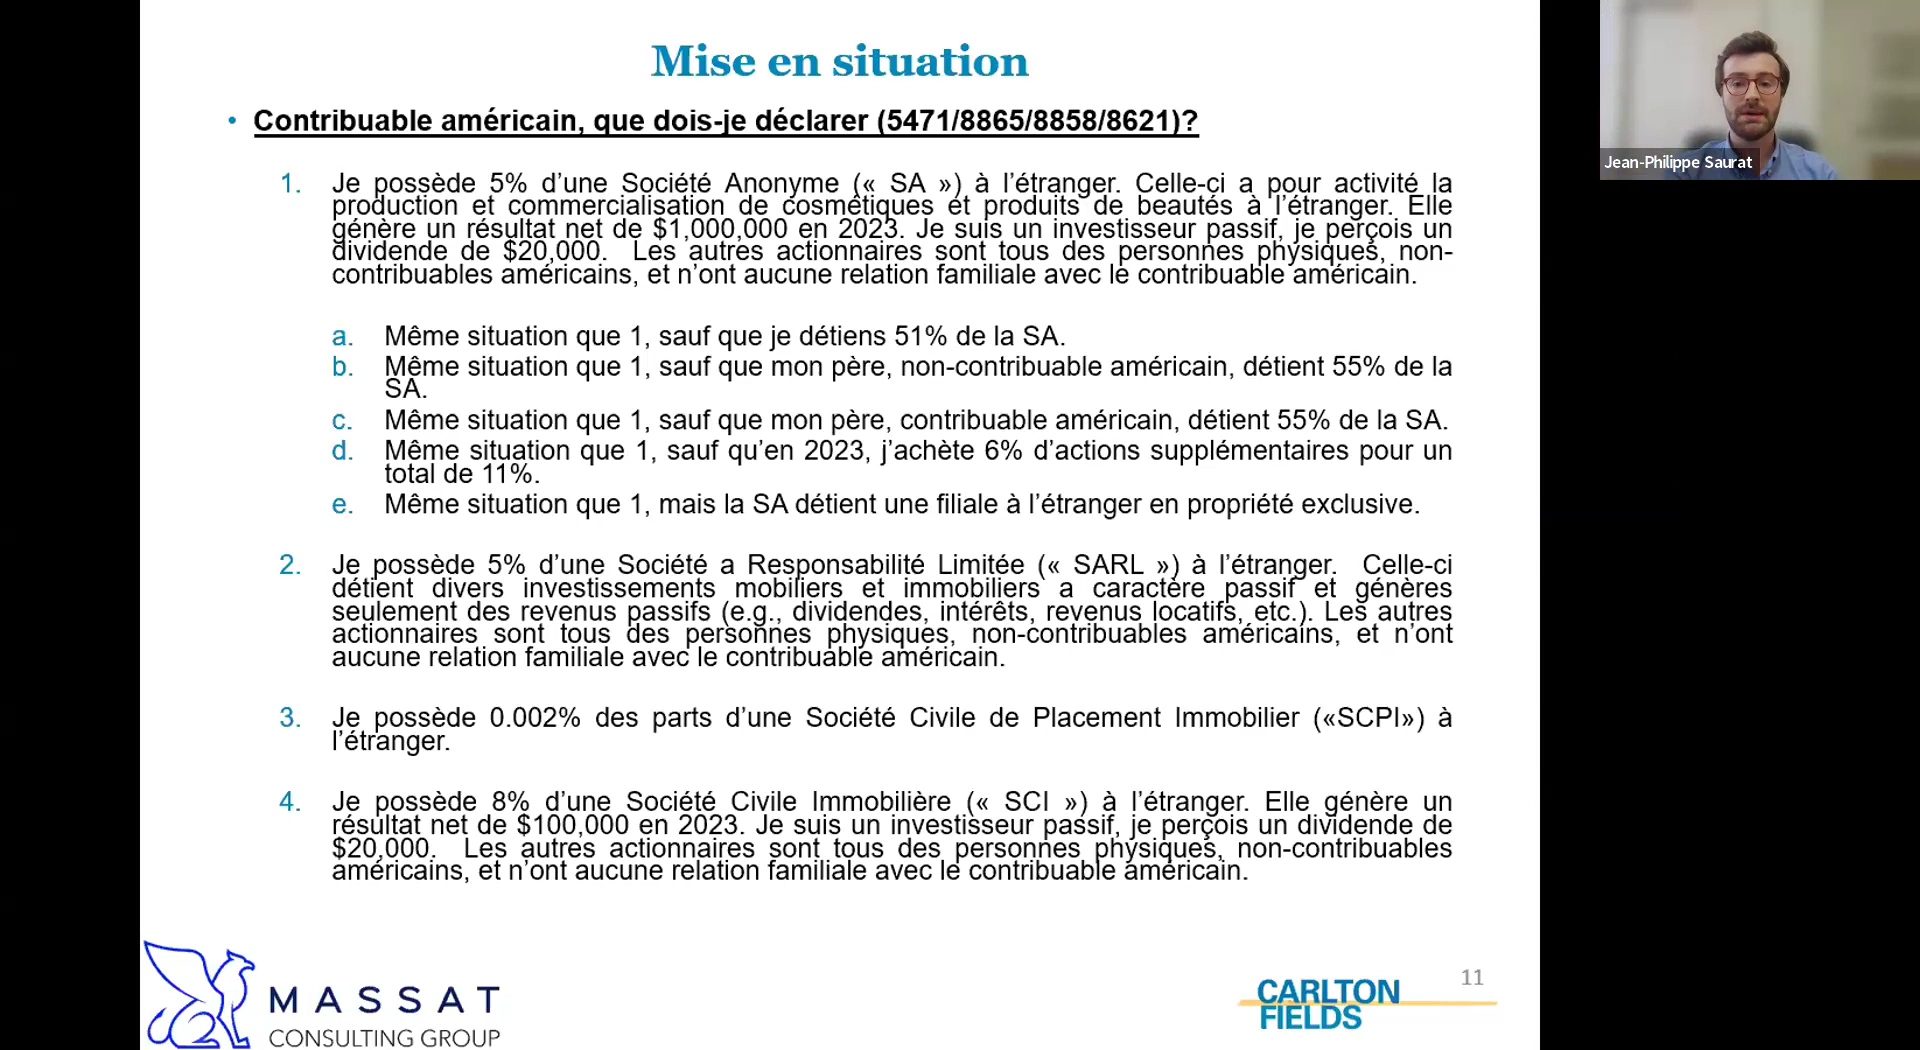 Mise en situation
• Contribuable américain, que dois-je déclarer (5471/8865/8858/8621)?
1. Je possède 5% d'une Société Anonyme (« SA ») à l'étranger. Celle-ci a pour activité la
production et commercialisation de cosmétiques et produits de beautés à l'étranger. Elle
génère un résultat net de $1,000,000 en 2023. Je suis un investisseur passif, je perçois un
dividende de $20,000. Les autres actionnaires sont tous des personnes physiques, non-
contribuables américains, et n'ont aucune relation familiale avec le contribuable américain.
a. Même situation que 1, sauf que je détiens 51% de la SA.
b. Même situation que 1, sauf que mon père, non-contribuable américain, détient 55% de la
SA.
c. Même situation que 1, sauf que mon père, contribuable américain, détient 55% de la SA.
d. Même situation que 1, sauf qu'en 2023, j'achète 6% d'actions supplémentaires pour un
total de 11%.
e. Même situation que 1, mais la SA détient une filiale à l'étranger en propriété exclusive.
2. Je possède 5% d'une Société a Responsabilité Limitée (« SARL ») à l'étranger. Celle-ci
détient divers investissements mobiliers et immobiliers a caractère passif et génères
seulement des revenus passifs (e.g., dividendes, intérêts, revenus locatifs, etc.). Les autres
actionnaires sont tous des personnes physiques, non-contribuables américains, et n'ont
aucune relation familiale avec le contribuable américain.
3. Je possède 0.002% des parts d'une Société Civile de Placement Immobilier («SCPI») à
l'étranger.
4. Je possède 8% d'une Société Civile Immobilière (« SCI ») à l'étranger. Elle génère un
résultat net de $100,000 en 2023. Je suis un investisseur passif, je perçois un dividende de
$20,000. Les autres actionnaires sont tous des personnes physiques, non-contribuables
américains, et n'ont aucune relation familiale avec le contribuable américain.
MASSAT
CONSULTING GROUP
CARLTON
FIELDS
11
Jean-Philippe Saurat